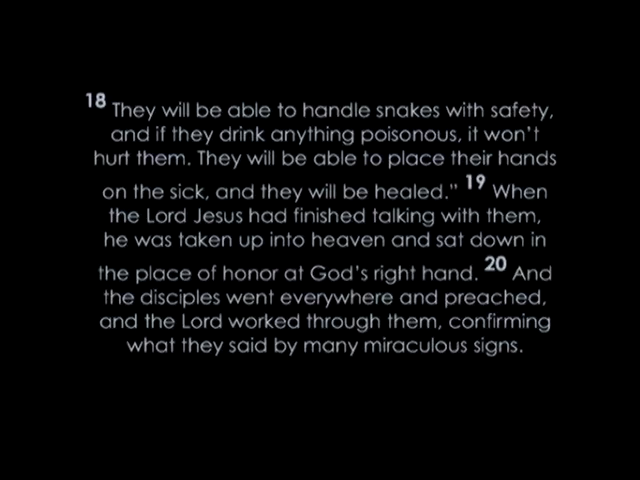 18 They will be able to handle snakes with safety,
and if they drink anything poisonous, it won't
hurt them. They will be able to place their hands
on the sick, and they will be healed." 19 When
the Lord Jesus had finished talking with them,
he was taken up into heaven and sat down in
the place of honor at God's right hand. 20 And
the disciples went everywhere and preached,
and the Lord worked through them, confirming
what they said by many miraculous signs.